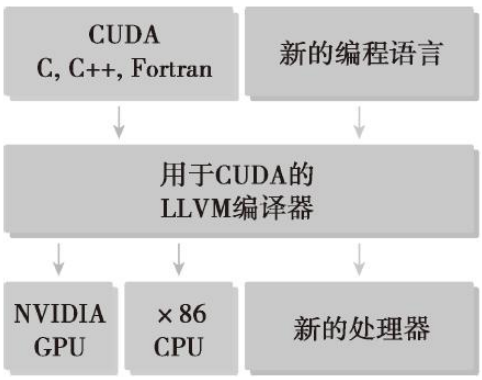 CUDA
C, C++, Fortran
新的编程语言
用于CUDA的
LLVM编译器
NVIDIA
GPU
×86
CPU
新的处理器